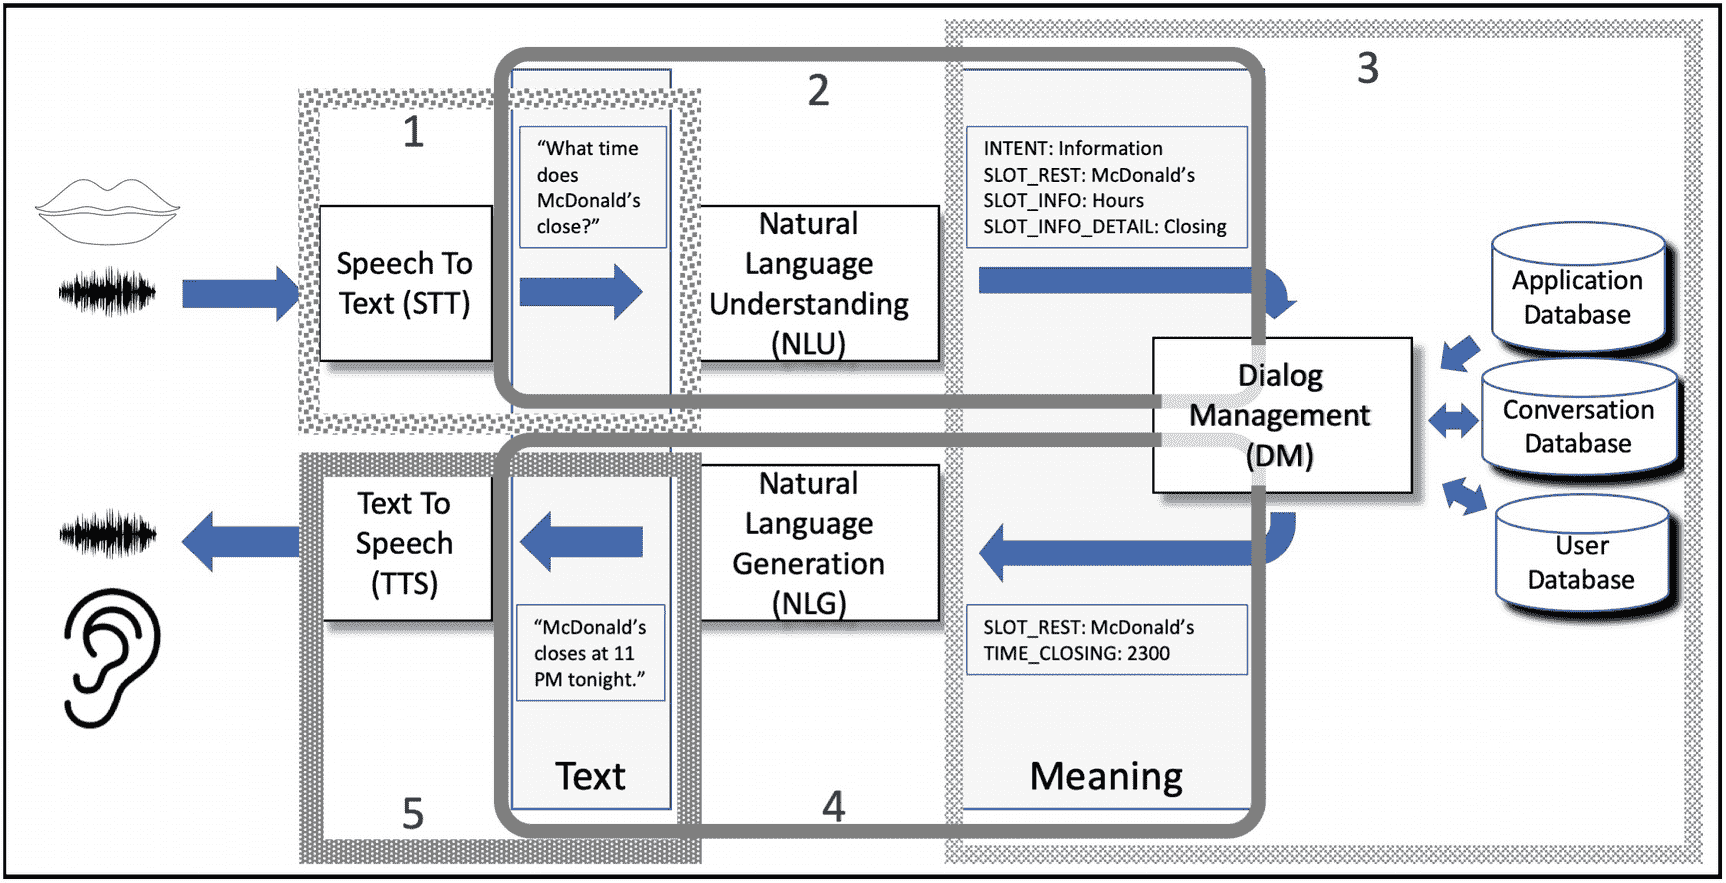 1
2
3
“What time
does
McDonald’s
close?”
INTENT: Information
SLOT_REST: McDonald’s
SLOT_INFO: Hours
SLOT_INFO_DETAIL: Closing
Speech To
Text (STT)
Natural
Language
Understanding
(NLU)
Application
Database
Dialog
Management
(DM)
Conversation
Database
User
Database
Text To
Speech
(TTS)
Natural
Language
Generation
(NLG)
“McDonald’s
closes at 11
PM tonight.”
SLOT_REST: McDonald’s
TIME_CLOSING: 2300
Text
Meaning
5
4